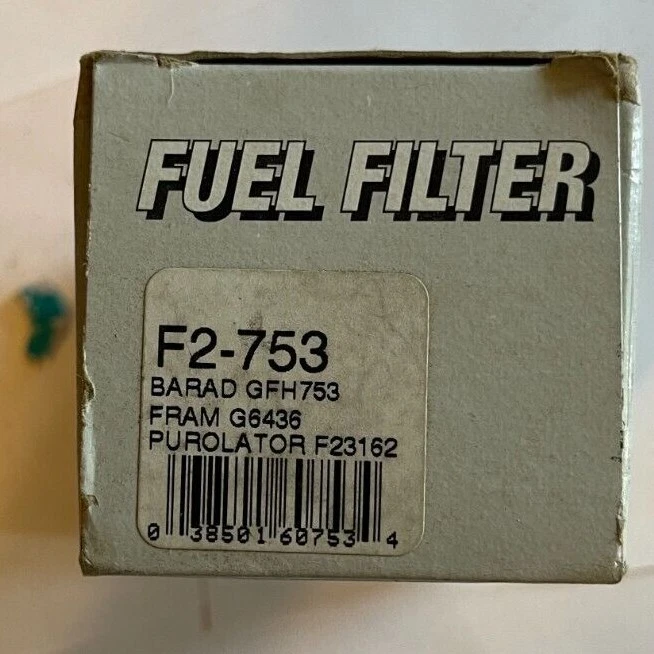 FUEL FILTER
F2-753
BARAD GFH753
FRAM G6436
PUROLATOR F23162
0 38501 60753 4